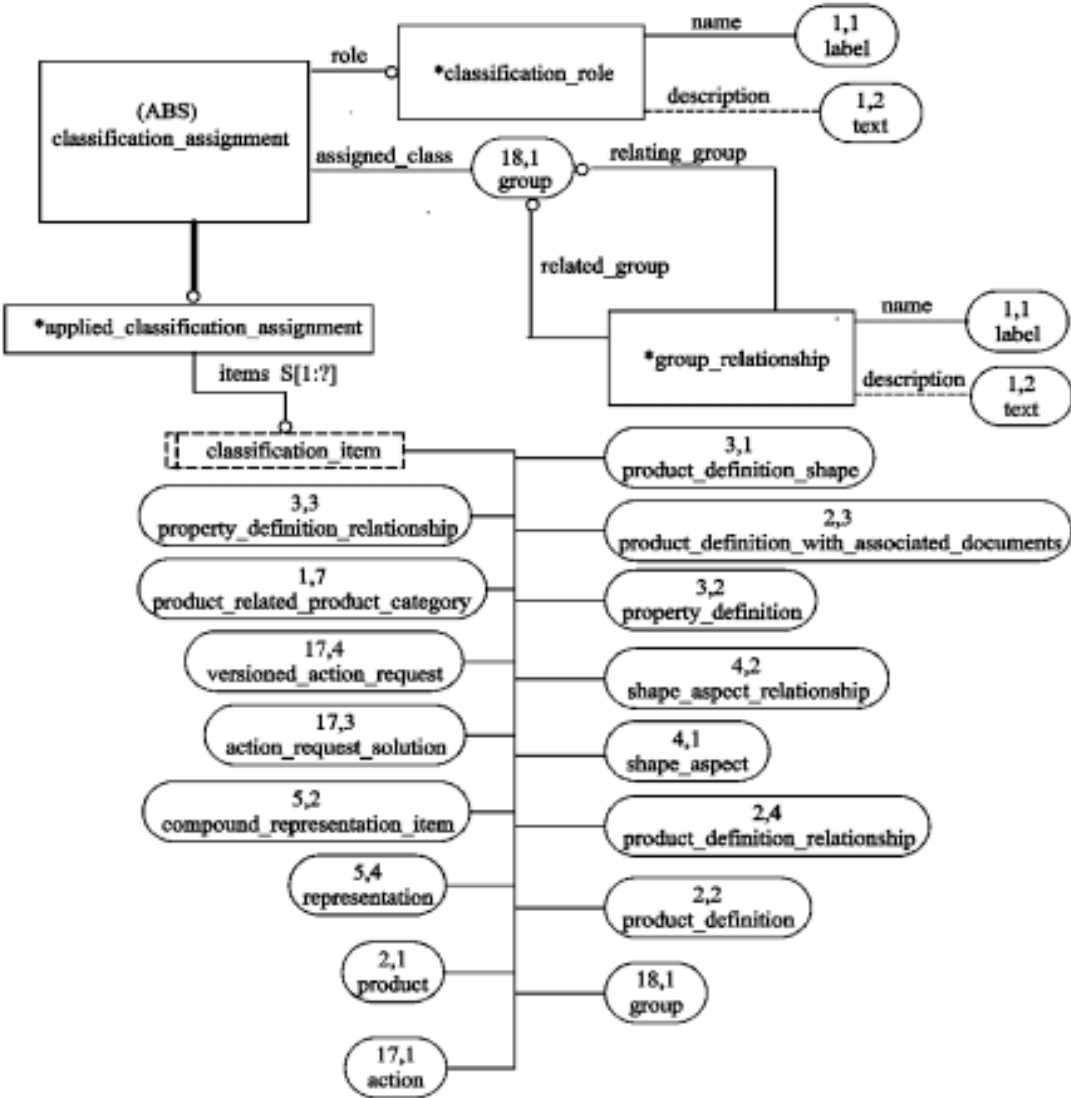 name
1,1
label
role
*classification_role
description
1,2
text
(ABS)
classification_assignment
assigned_class
18,1
group
relating_group
related_group
*applied_classification_assignment
items S[1:?]
*group_relationship
name
1,1
label
description
1,2
text
classification_item
3,1
product_definition_shape
3,3
property_definition_relationship
2,3
product_definition_with_associated_documents
1,7
product_related_product_category
3,2
property_definition
17,4
versioned_action_request
4,2
shape_aspect_relationship
17,3
action_request_solution
4,1
shape_aspect
5,2
compound_representation_item
2,4
product_definition_relationship
5,4
representation
2,2
product_definition
2,1
product
18,1
group
17,1
action